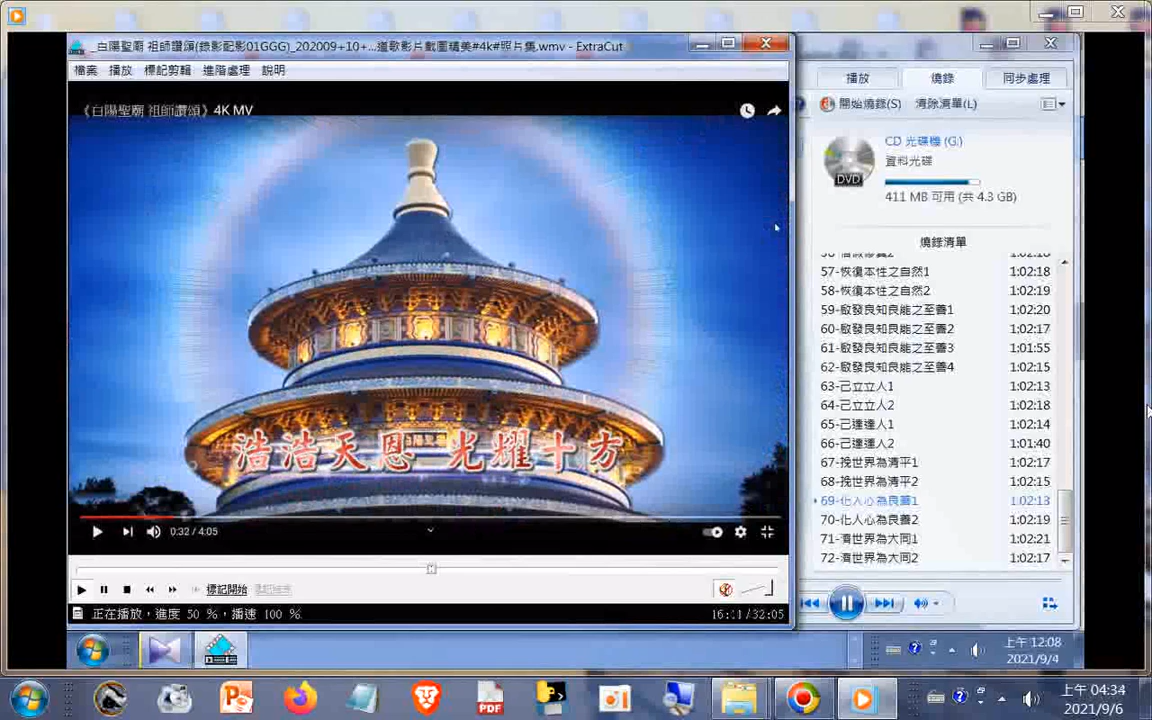 _白陽聖廟 祖師讚頌(錄影配影01GGG)_202009+10+...道歌影片截圖精美#4k#照片集.wmv - ExtraCut
檔案 播放 標記剪輯 進階處理 說明
《白陽聖廟 祖師讚頌》4K MV
白陽聖廟
浩浩天恩 光耀十方
0:32 / 4:05
標記開始
正在播放，進度 50 %，播速 100 %
16:11/32:05
播放 燒錄 同步處理
開始燒錄(S) 清除清單(L)
CD 光碟機 (G:)
資料光碟
DVD
411 MB 可用 (共 4.3 GB)
燒錄清單
57-恢復本性之自然1 1:02:18
58-恢復本性之自然2 1:02:19
59-啟發良知良能之至善1 1:02:20
60-啟發良知良能之至善2 1:02:17
61-啟發良知良能之至善3 1:01:55
62-啟發良知良能之至善4 1:02:15
63-己立立人1 1:02:13
64-己立立人2 1:02:18
65-己達達人1 1:02:14
66-己達達人2 1:01:40
67-挽世界為清平1 1:02:17
68-挽世界為清平2 1:02:15
69-化人心為良善1 1:02:13
70-化人心為良善2 1:02:19
71-濟世界為大同1 1:02:21
72-濟世界為大同2 1:02:17
上午 12:08
2021/9/4
PDF
上午 04:34
2021/9/6